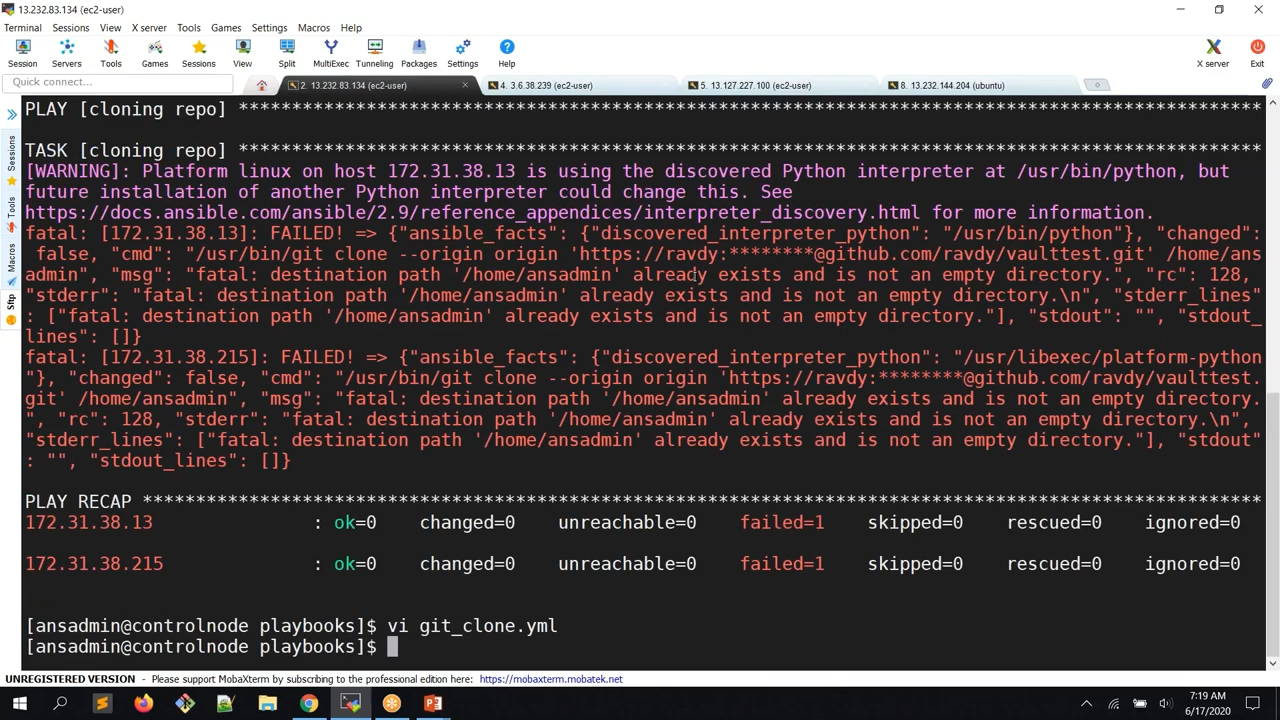 13.232.83.134 (ec2-user)
Terminal Sessions View X server Tools Games Settings Macros Help
Session Servers Tools Games Sessions View Split MultiExec Tunneling Packages Settings Help X server Exit
Quick connect...
2. 13.232.83.134 (ec2-user)
4. 3.6.38.239 (ec2-user)
5. 13.127.227.100 (ec2-user)
8. 13.232.144.204 (ubuntu)
Sessions
Tools
Macros
Sftp
PLAY [cloning repo] ************************************************************************************************
TASK [cloning repo] ************************************************************************************************
[WARNING]: Platform linux on host 172.31.38.13 is using the discovered Python interpreter at /usr/bin/python, but
future installation of another Python interpreter could change this. See
https://docs.ansible.com/ansible/2.9/reference_appendices/interpreter_discovery.html for more information.
fatal: [172.31.38.13]: FAILED! => {"ansible_facts": {"discovered_interpreter_python": "/usr/bin/python"}, "changed":
 false, "cmd": "/usr/bin/git clone --origin origin 'https://ravdy:********@github.com/ravdy/vaulttest.git' /home/ans
admin", "msg": "fatal: destination path '/home/ansadmin' already exists and is not an empty directory.", "rc": 128,
"stderr": "fatal: destination path '/home/ansadmin' already exists and is not an empty directory.\n", "stderr_lines"
: ["fatal: destination path '/home/ansadmin' already exists and is not an empty directory."], "stdout": "", "stdout_
lines": []}
fatal: [172.31.38.215]: FAILED! => {"ansible_facts": {"discovered_interpreter_python": "/usr/libexec/platform-python
"}, "changed": false, "cmd": "/usr/bin/git clone --origin origin 'https://ravdy:********@github.com/ravdy/vaulttest.
git' /home/ansadmin", "msg": "fatal: destination path '/home/ansadmin' already exists and is not an empty directory.
", "rc": 128, "stderr": "fatal: destination path '/home/ansadmin' already exists and is not an empty directory.\n",
"stderr_lines": ["fatal: destination path '/home/ansadmin' already exists and is not an empty directory."], "stdout"
: "", "stdout_lines": []}
PLAY RECAP *********************************************************************************************************
172.31.38.13 : ok=0 changed=0 unreachable=0 failed=1 skipped=0 rescued=0 ignored=0
172.31.38.215 : ok=0 changed=0 unreachable=0 failed=1 skipped=0 rescued=0 ignored=0
[ansadmin@controlnode playbooks]$ vi git_clone.yml
[ansadmin@controlnode playbooks]$
UNREGISTERED VERSION - Please support MobaXterm by subscribing to the professional edition here: https://mobaxterm.mobatek.net
7:19 AM
6/17/2020